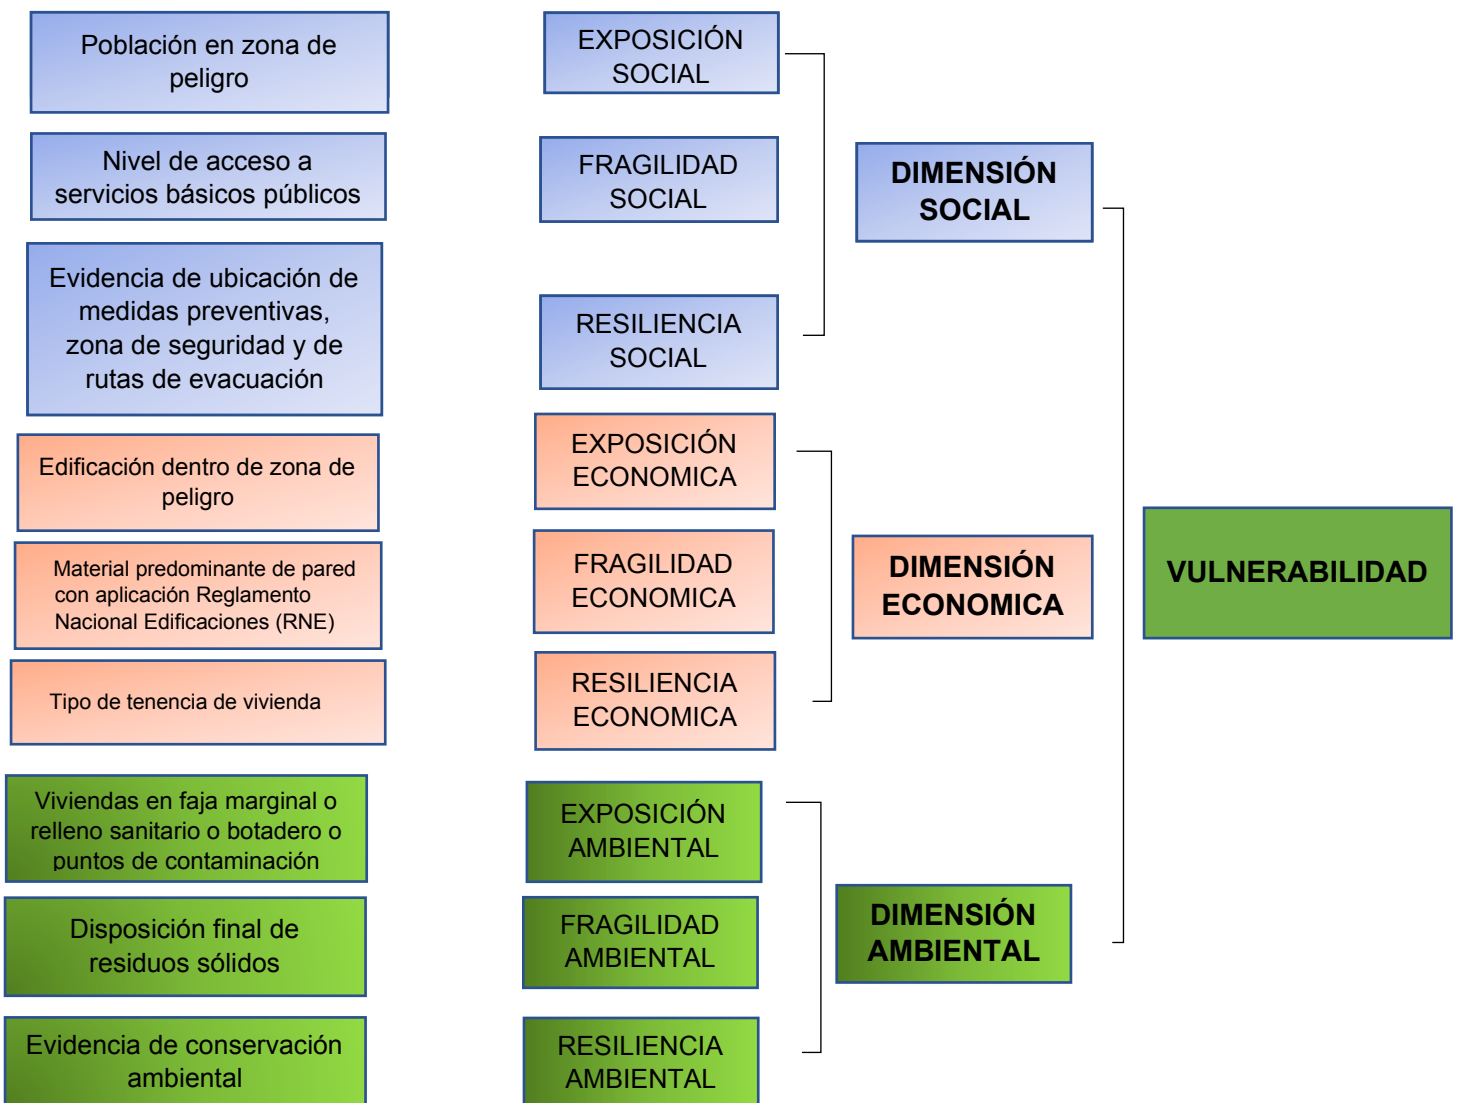 Población en zona de
peligro
EXPOSICIÓN
SOCIAL
Nivel de acceso a
servicios básicos públicos
FRAGILIDAD
SOCIAL
DIMENSIÓN
SOCIAL
Evidencia de ubicación de
medidas preventivas,
zona de seguridad y de
rutas de evacuación
RESILIENCIA
SOCIAL
Edificación dentro de zona de
peligro
EXPOSICIÓN
ECONOMICA
Material predominante de pared
con aplicación Reglamento
Nacional Edificaciones (RNE)
FRAGILIDAD
ECONOMICA
DIMENSIÓN
ECONOMICA
VULNERABILIDAD
Tipo de tenencia de vivienda
RESILIENCIA
ECONOMICA
Viviendas en faja marginal o
relleno sanitario o botadero o
puntos de contaminación
EXPOSICIÓN
AMBIENTAL
Disposición final de
residuos sólidos
FRAGILIDAD
AMBIENTAL
DIMENSIÓN
AMBIENTAL
Evidencia de conservación
ambiental
RESILIENCIA
AMBIENTAL